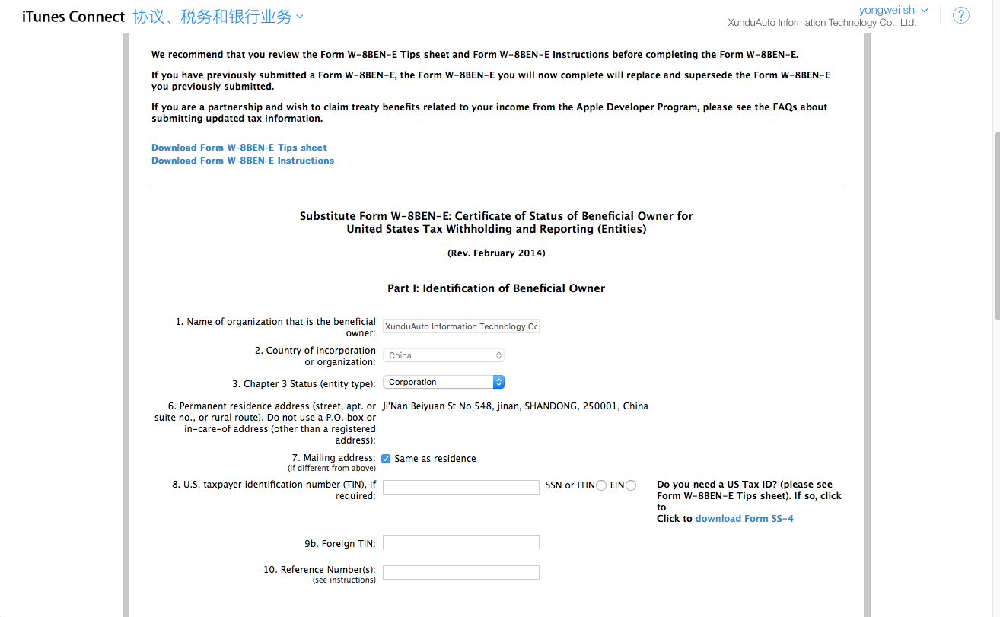 iTunes Connect 协议、税务和银行业务
yongwei shi
XunduAuto Information Technology Co., Ltd.
?
We recommend that you review the Form W-8BEN-E Tips sheet and Form W-8BEN-E Instructions before completing the Form W-8BEN-E.
If you have previously submitted a Form W-8BEN-E, the Form W-8BEN-E you will now complete will replace and supersede the Form W-8BEN-E
you previously submitted.
If you are a partnership and wish to claim treaty benefits related to your income from the Apple Developer Program, please see the FAQs about
submitting updated tax information.
Download Form W-8BEN-E Tips sheet
Download Form W-8BEN-E Instructions
Substitute Form W-8BEN-E: Certificate of Status of Beneficial Owner for
United States Tax Withholding and Reporting (Entities)
(Rev. February 2014)
Part I: Identification of Beneficial Owner
1. Name of organization that is the beneficial
owner:
XunduAuto Information Technology Co
2. Country of incorporation
or organization:
China
3. Chapter 3 Status (entity type):
Corporation
6. Permanent residence address (street, apt. or
suite no., or rural route). Do not use a P.O. box or
in-care-of address (other than a registered
address):
Ji'Nan Beiyuan St No 548, jinan, SHANDONG, 250001, China
7. Mailing address:
(if different from above)
Same as residence
8. U.S. taxpayer identification number (TIN), if
required:
SSN or ITIN EIN
Do you need a US Tax ID? (please see
Form W-8BEN-E Tips sheet). If so, click
to
Click to download Form SS-4
9b. Foreign TIN:
10. Reference Number(s):
(see instructions)